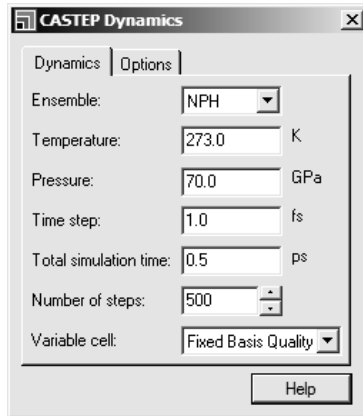 CASTEP Dynamics
Dynamics Options
Ensemble: NPH
Temperature: 273.0 K
Pressure: 70.0 GPa
Time step: 1.0 fs
Total simulation time: 0.5 ps
Number of steps: 500
Variable cell: Fixed Basis Quality
Help